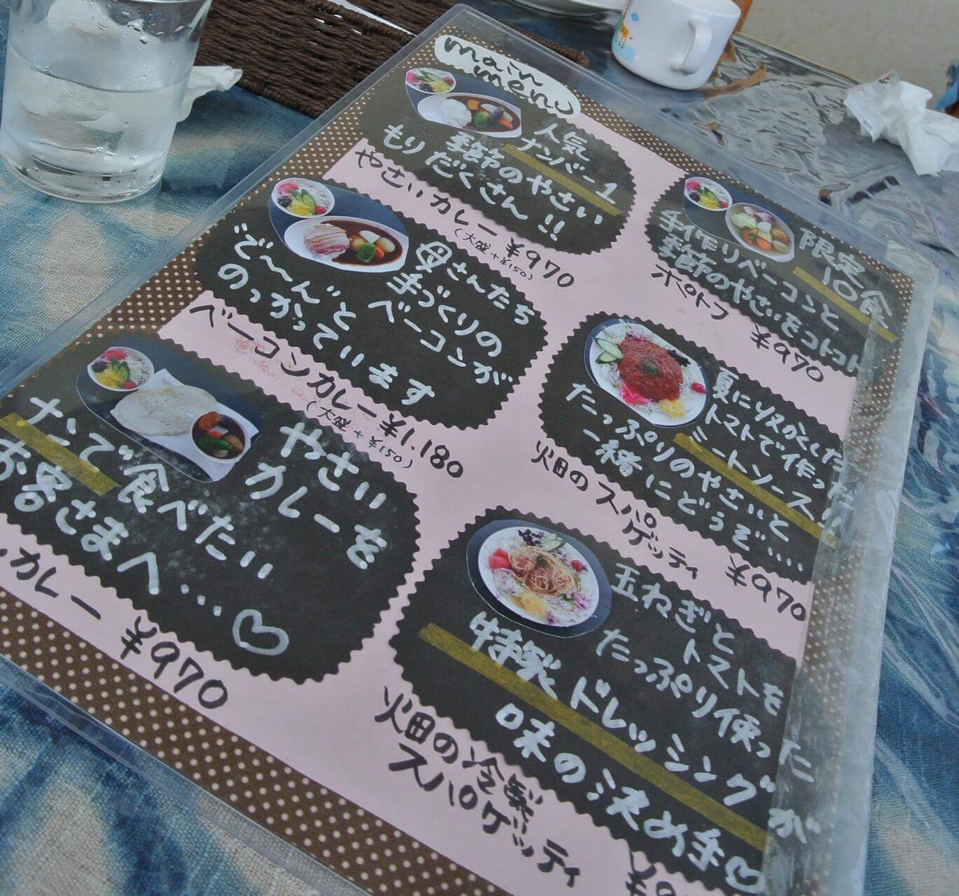 main
menu
人気
ナンバー1
季節のやさい
もりだくさん!!
やさいカレー ¥970
(大盛+¥150)
母さんたち
手づくりの
ベーコンが
ど〜〜んと
のっかっています
ベーコンカレー ¥1,180
(大盛+¥150)
やさい
カレーを
ナンで食べたい
お客さまへ…♡
カレー ¥970
限定
10食
手作りベーコンと
季節のやさいをコトコト
ポトフ ¥970
夏に収かくした
トマトで作った
ミートソース!!
たっぷりのやさいと
一緒にどうぞ…
畑のスパゲッティ ¥970
玉ねぎと
トマトを
たっぷり使った
特製ドレッシングが
味の決め手♡
畑の冷製
スパゲッティ